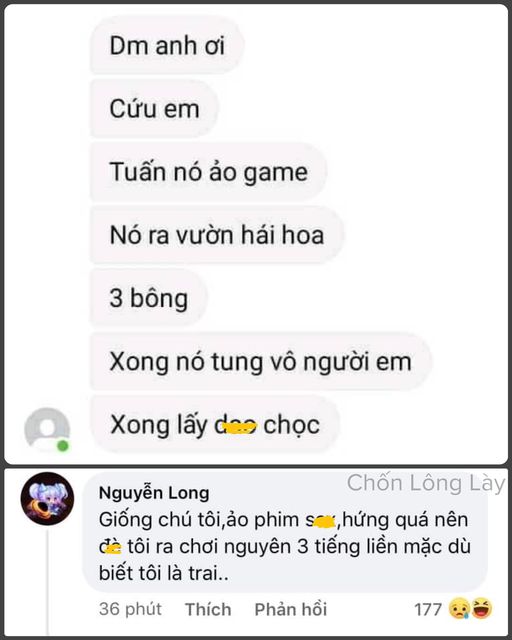 Dm anh ơi
Cứu em
Tuấn nó ảo game
Nó ra vườn hái hoa
3 bông
Xong nó tung vô người em
Xong lấy chọc
Chốn Lông Lày
Nguyễn Long
Giống chú tôi,ảo phim ,hứng quá nên
tôi ra chơi nguyên 3 tiếng liền mặc dù
biết tôi là trai..
36 phút Thích Phản hồi 177